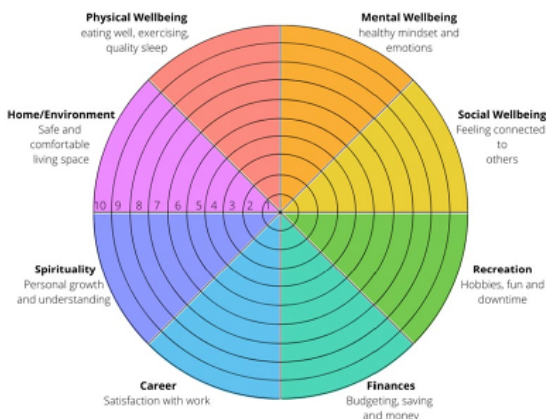 Physical Wellbeing
eating well, exercising,
quality sleep
Mental Wellbeing
healthy mindset and
emotions
Home/Environment
Safe and
comfortable
living space
Social Wellbeing
Feeling connected
to
others
10 9 8 7 6 5 4 3 2 1
Spirituality
Personal growth
and understanding
Recreation
Hobbies, fun and
downtime
Career
Satisfaction with work
Finances
Budgeting, saving
and money